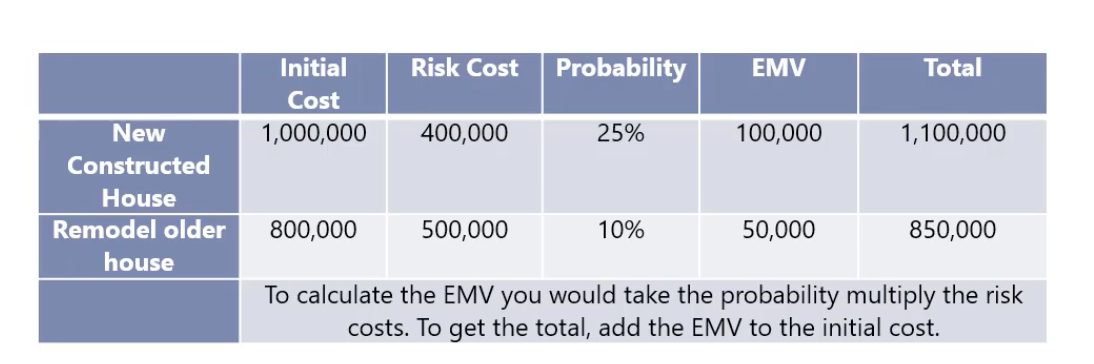 Initial Cost Risk Cost Probability EMV Total
New Constructed House 1,000,000 400,000 25% 100,000 1,100,000
Remodel older house 800,000 500,000 10% 50,000 850,000
To calculate the EMV you would take the probability multiply the risk
costs. To get the total, add the EMV to the initial cost.